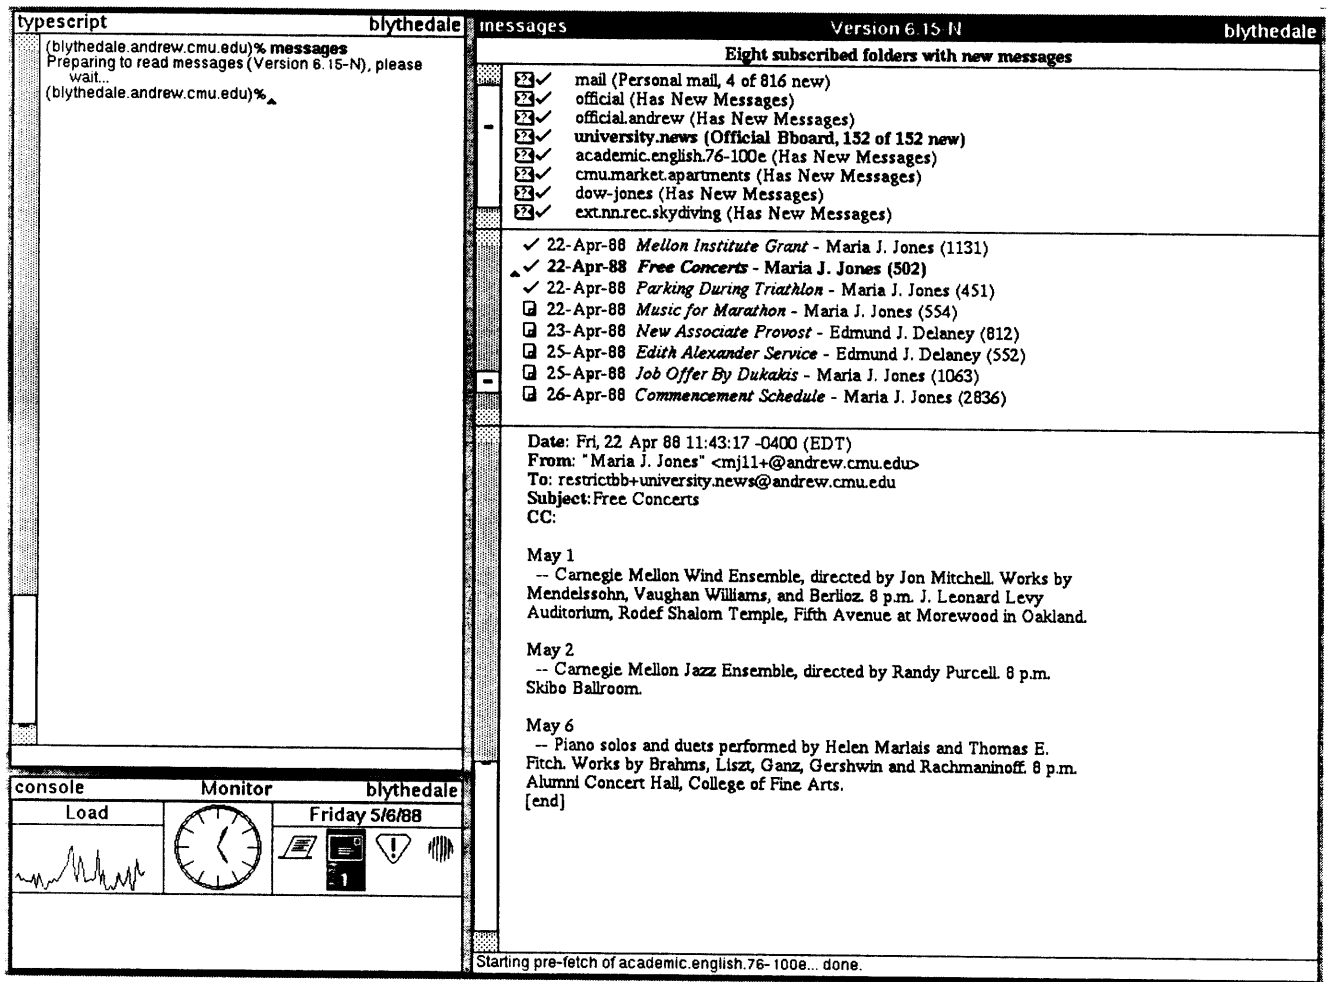 typescript blythedale
(blythedale.andrew.cmu.edu)% messages
Preparing to read messages (Version 6.15-N), please
wait...
(blythedale.andrew.cmu.edu)%
console Monitor blythedale
Load
Friday 5/6/88
1
messages Version 6.15-N blythedale
Eight subscribed folders with new messages
mail (Personal mail, 4 of 816 new)
official (Has New Messages)
official.andrew (Has New Messages)
university.news (Official Bboard, 152 of 152 new)
academic.english.76-100e (Has New Messages)
cmu.market.apartments (Has New Messages)
dow-jones (Has New Messages)
ext.nn.rec.skydiving (Has New Messages)
22-Apr-88 Mellon Institute Grant - Maria J. Jones (1131)
22-Apr-88 Free Concerts - Maria J. Jones (502)
22-Apr-88 Parking During Triathlon - Maria J. Jones (451)
22-Apr-88 Music for Marathon - Maria J. Jones (554)
23-Apr-88 New Associate Provost - Edmund J. Delaney (812)
25-Apr-88 Edith Alexander Service - Edmund J. Delaney (552)
25-Apr-88 Job Offer By Dukakis - Maria J. Jones (1063)
26-Apr-88 Commencement Schedule - Maria J. Jones (2836)
Date: Fri, 22 Apr 88 11:43:17 -0400 (EDT)
From: "Maria J. Jones" <mj11+@andrew.cmu.edu>
To: restrictbb+university.news@andrew.cmu.edu
Subject: Free Concerts
CC:
May 1
-- Carnegie Mellon Wind Ensemble, directed by Jon Mitchell. Works by
Mendelssohn, Vaughan Williams, and Berlioz. 8 p.m. J. Leonard Levy
Auditorium, Rodef Shalom Temple, Fifth Avenue at Morewood in Oakland.
May 2
-- Carnegie Mellon Jazz Ensemble, directed by Randy Purcell. 8 p.m.
Skibo Ballroom.
May 6
-- Piano solos and duets performed by Helen Marlais and Thomas E.
Fitch. Works by Brahms, Liszt, Ganz, Gershwin and Rachmaninoff. 8 p.m.
Alumni Concert Hall, College of Fine Arts.
[end]
Starting pre-fetch of academic.english.76-100e... done.